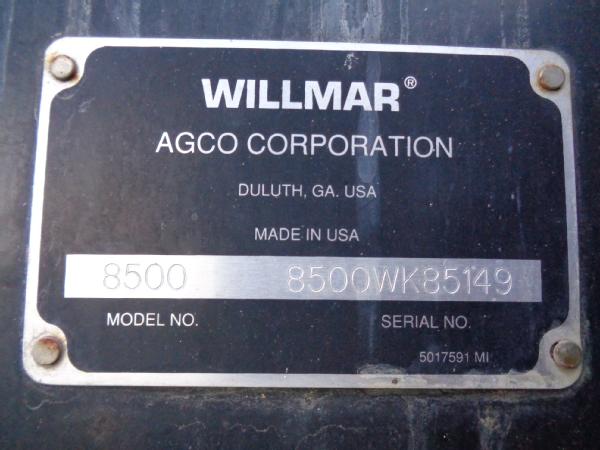 WILLMAR®
AGCO CORPORATION
DULUTH, GA. USA
MADE IN USA
8500 8500WK85149
MODEL NO. SERIAL NO.
5017591 MI